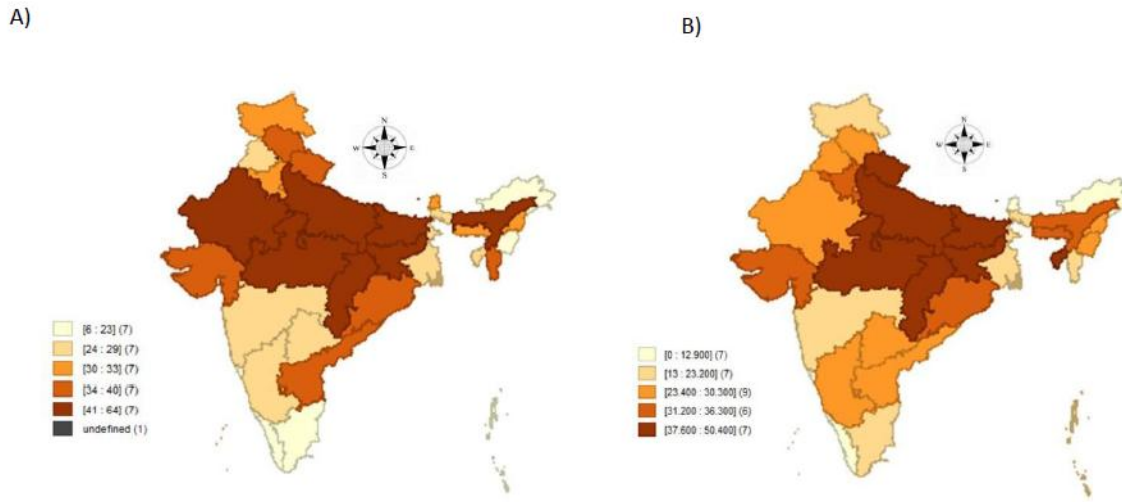 A)
B)
N
W E
S
N
W E
S
[6 : 23] (7)
[24 : 29] (7)
[30 : 33] (7)
[34 : 40] (7)
[41 : 64] (7)
undefined (1)
[0 : 12.900] (7)
[13 : 23.200] (7)
[23.400 : 30.300] (9)
[31.200 : 36.300] (6)
[37.600 : 50.400] (7)